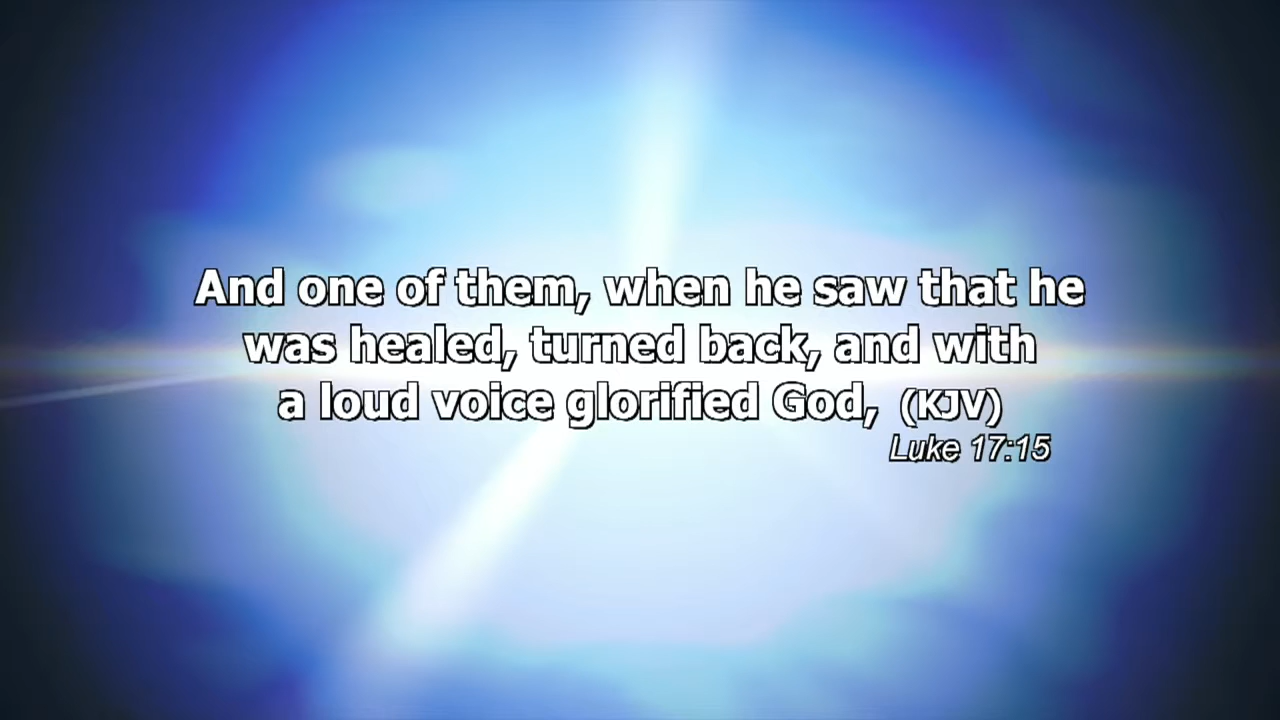 And one of them, when he saw that he
was healed, turned back, and with
a loud voice glorified God, (KJV)
Luke 17:15